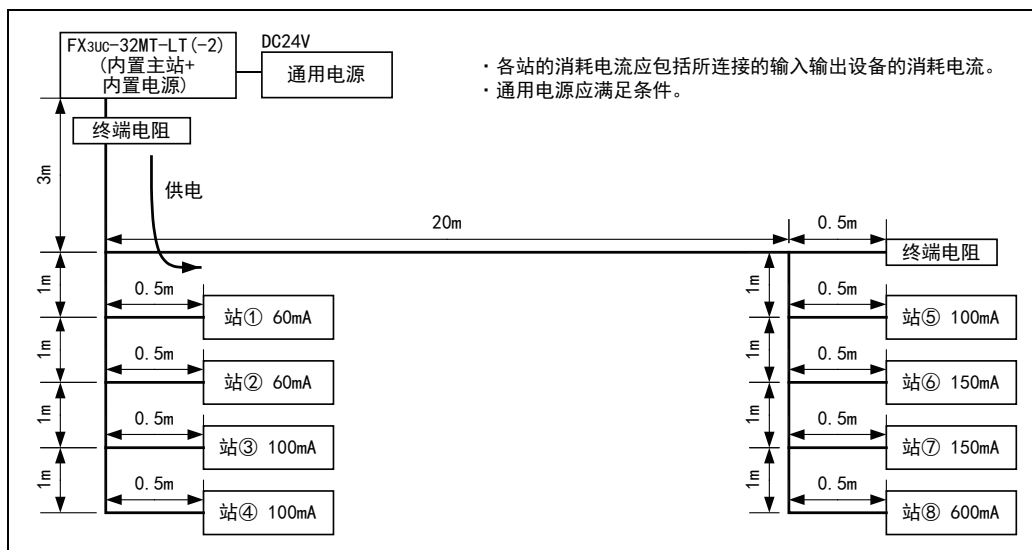 FX3UC-32MT-LT(-2)
(内置主站+
内置电源)
DC24V
通用电源
·各站的消耗电流应包括所连接的输入输出设备的消耗电流。
·通用电源应满足条件。
终端电阻
3m
供电
20m
0.5m
终端电阻
1m
0.5m
站① 60mA
1m
0.5m
站② 60mA
1m
0.5m
站③ 100mA
1m
0.5m
站④ 100mA
1m
0.5m
站⑤ 100mA
1m
0.5m
站⑥ 150mA
1m
0.5m
站⑦ 150mA
1m
0.5m
站⑧ 600mA